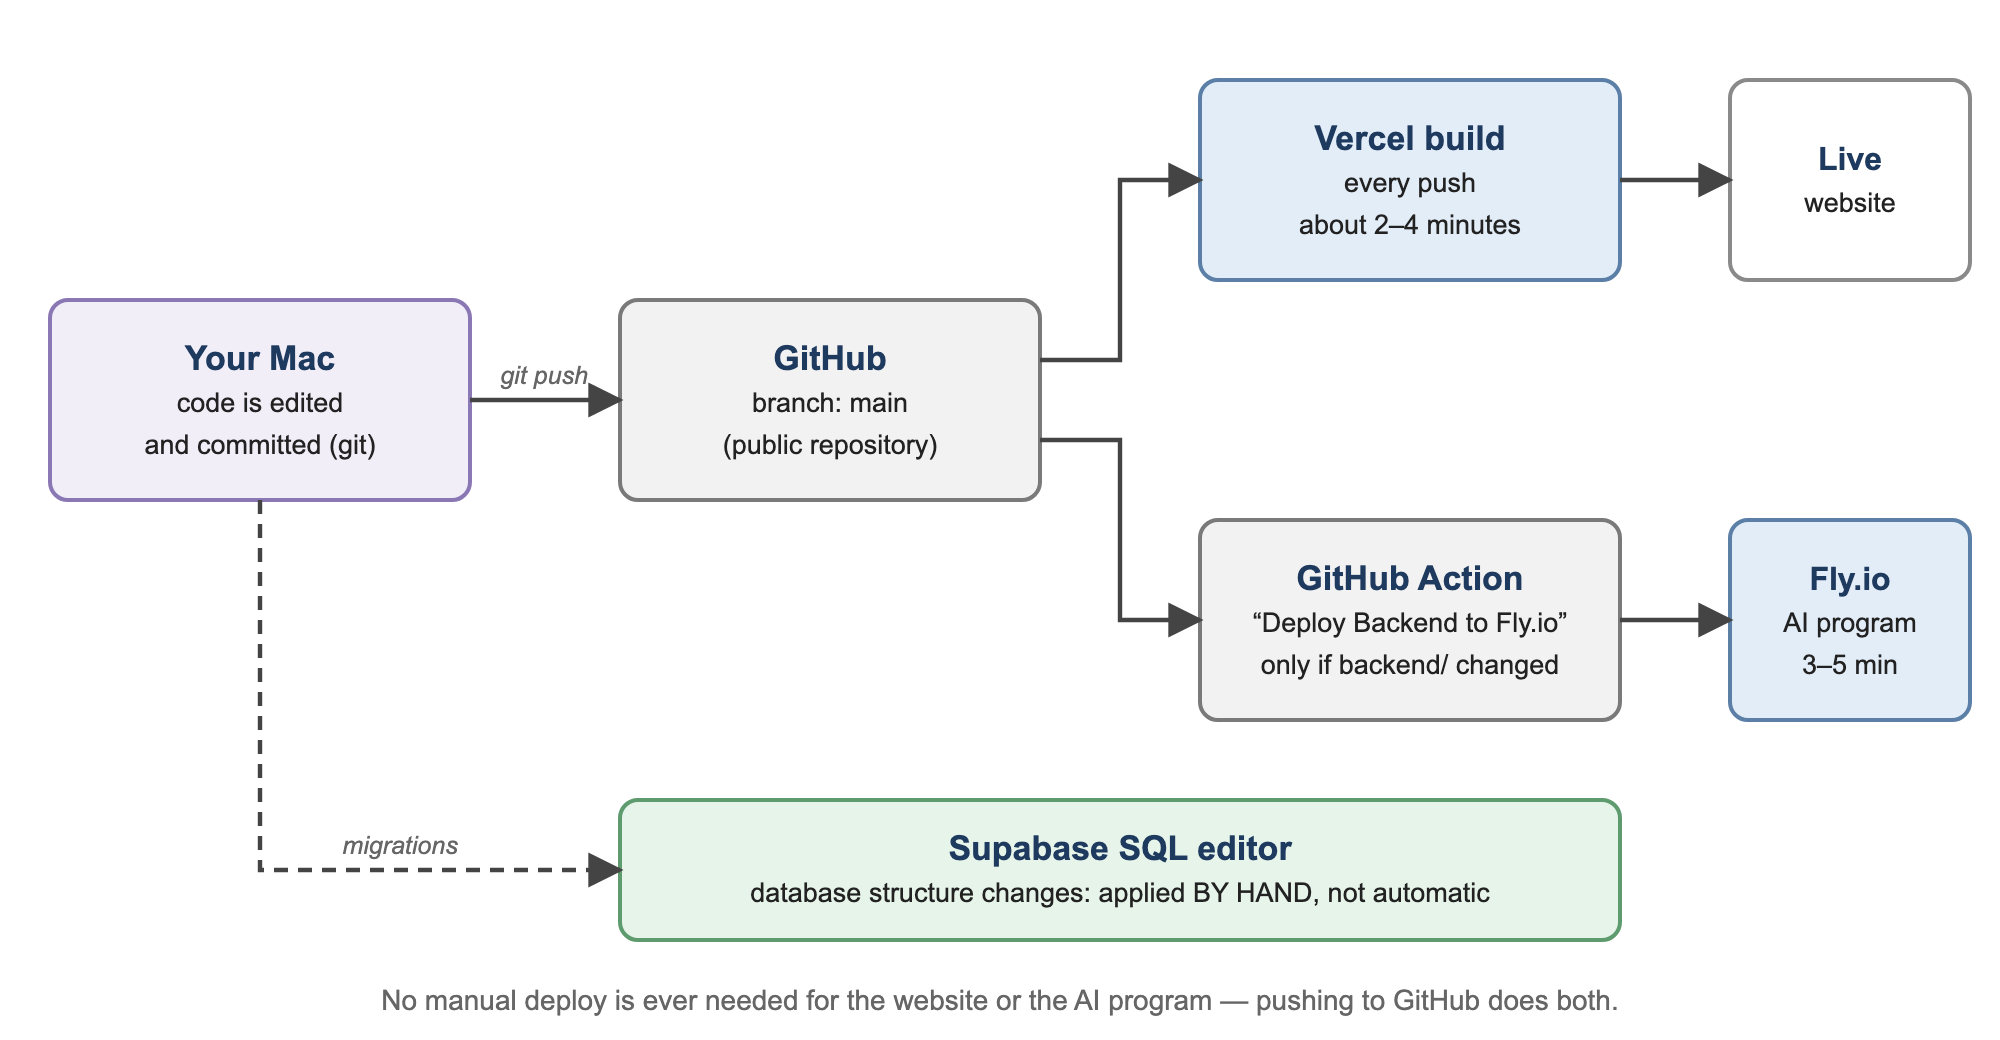 Vercel build
every push
about 2–4 minutes
Live
website
Your Mac
code is edited
and committed (git)
git push
GitHub
branch: main
(public repository)
GitHub Action
“Deploy Backend to Fly.io”
only if backend/ changed
Fly.io
AI program
3–5 min
migrations
Supabase SQL editor
database structure changes: applied BY HAND, not automatic
No manual deploy is ever needed for the website or the AI program — pushing to GitHub does both.